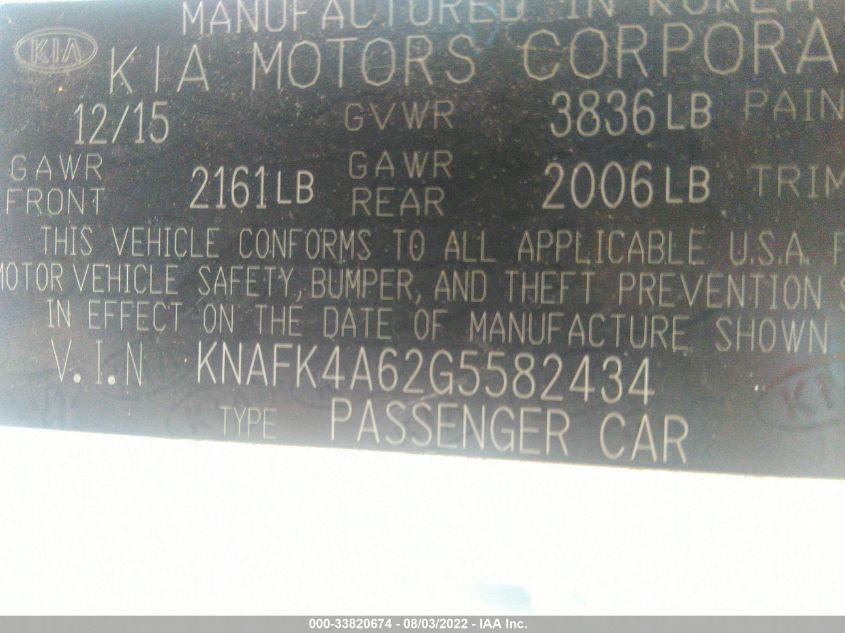 MANUFACTURED IN KOREA
KIA KIA MOTORS CORPORA
12/15 GVWR 3836LB PAIN
GAWR FRONT 2161LB GAWR REAR 2006LB TRIM
THIS VEHICLE CONFORMS TO ALL APPLICABLE U.S.A. F
MOTOR VEHICLE SAFETY, BUMPER, AND THEFT PREVENTION S
IN EFFECT ON THE DATE OF MANUFACTURE SHOWN
V.I.N KNAFK4A62G5582434
TYPE PASSENGER CAR
KIA
000-33820674 - 08/03/2022 - IAA Inc.